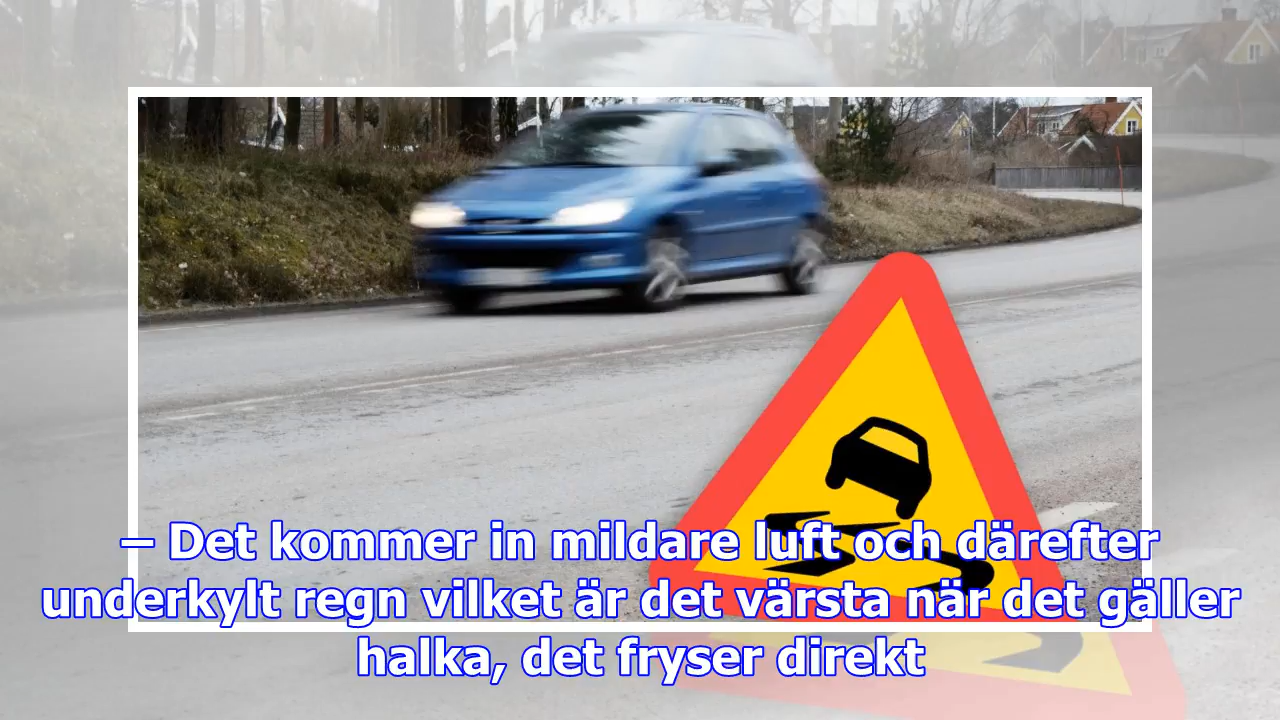 – Det kommer in mildare luft och därefter
underkylt regn vilket är det värsta när det gäller
halka, det fryser direkt